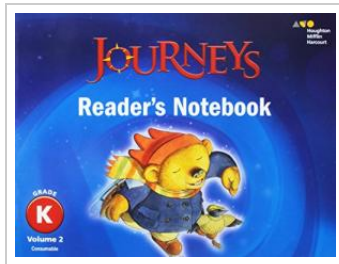 Houghton
Mifflin
Harcourt
JOURNEYS
Reader's Notebook
GRADE
K
Volume 2
Consumable